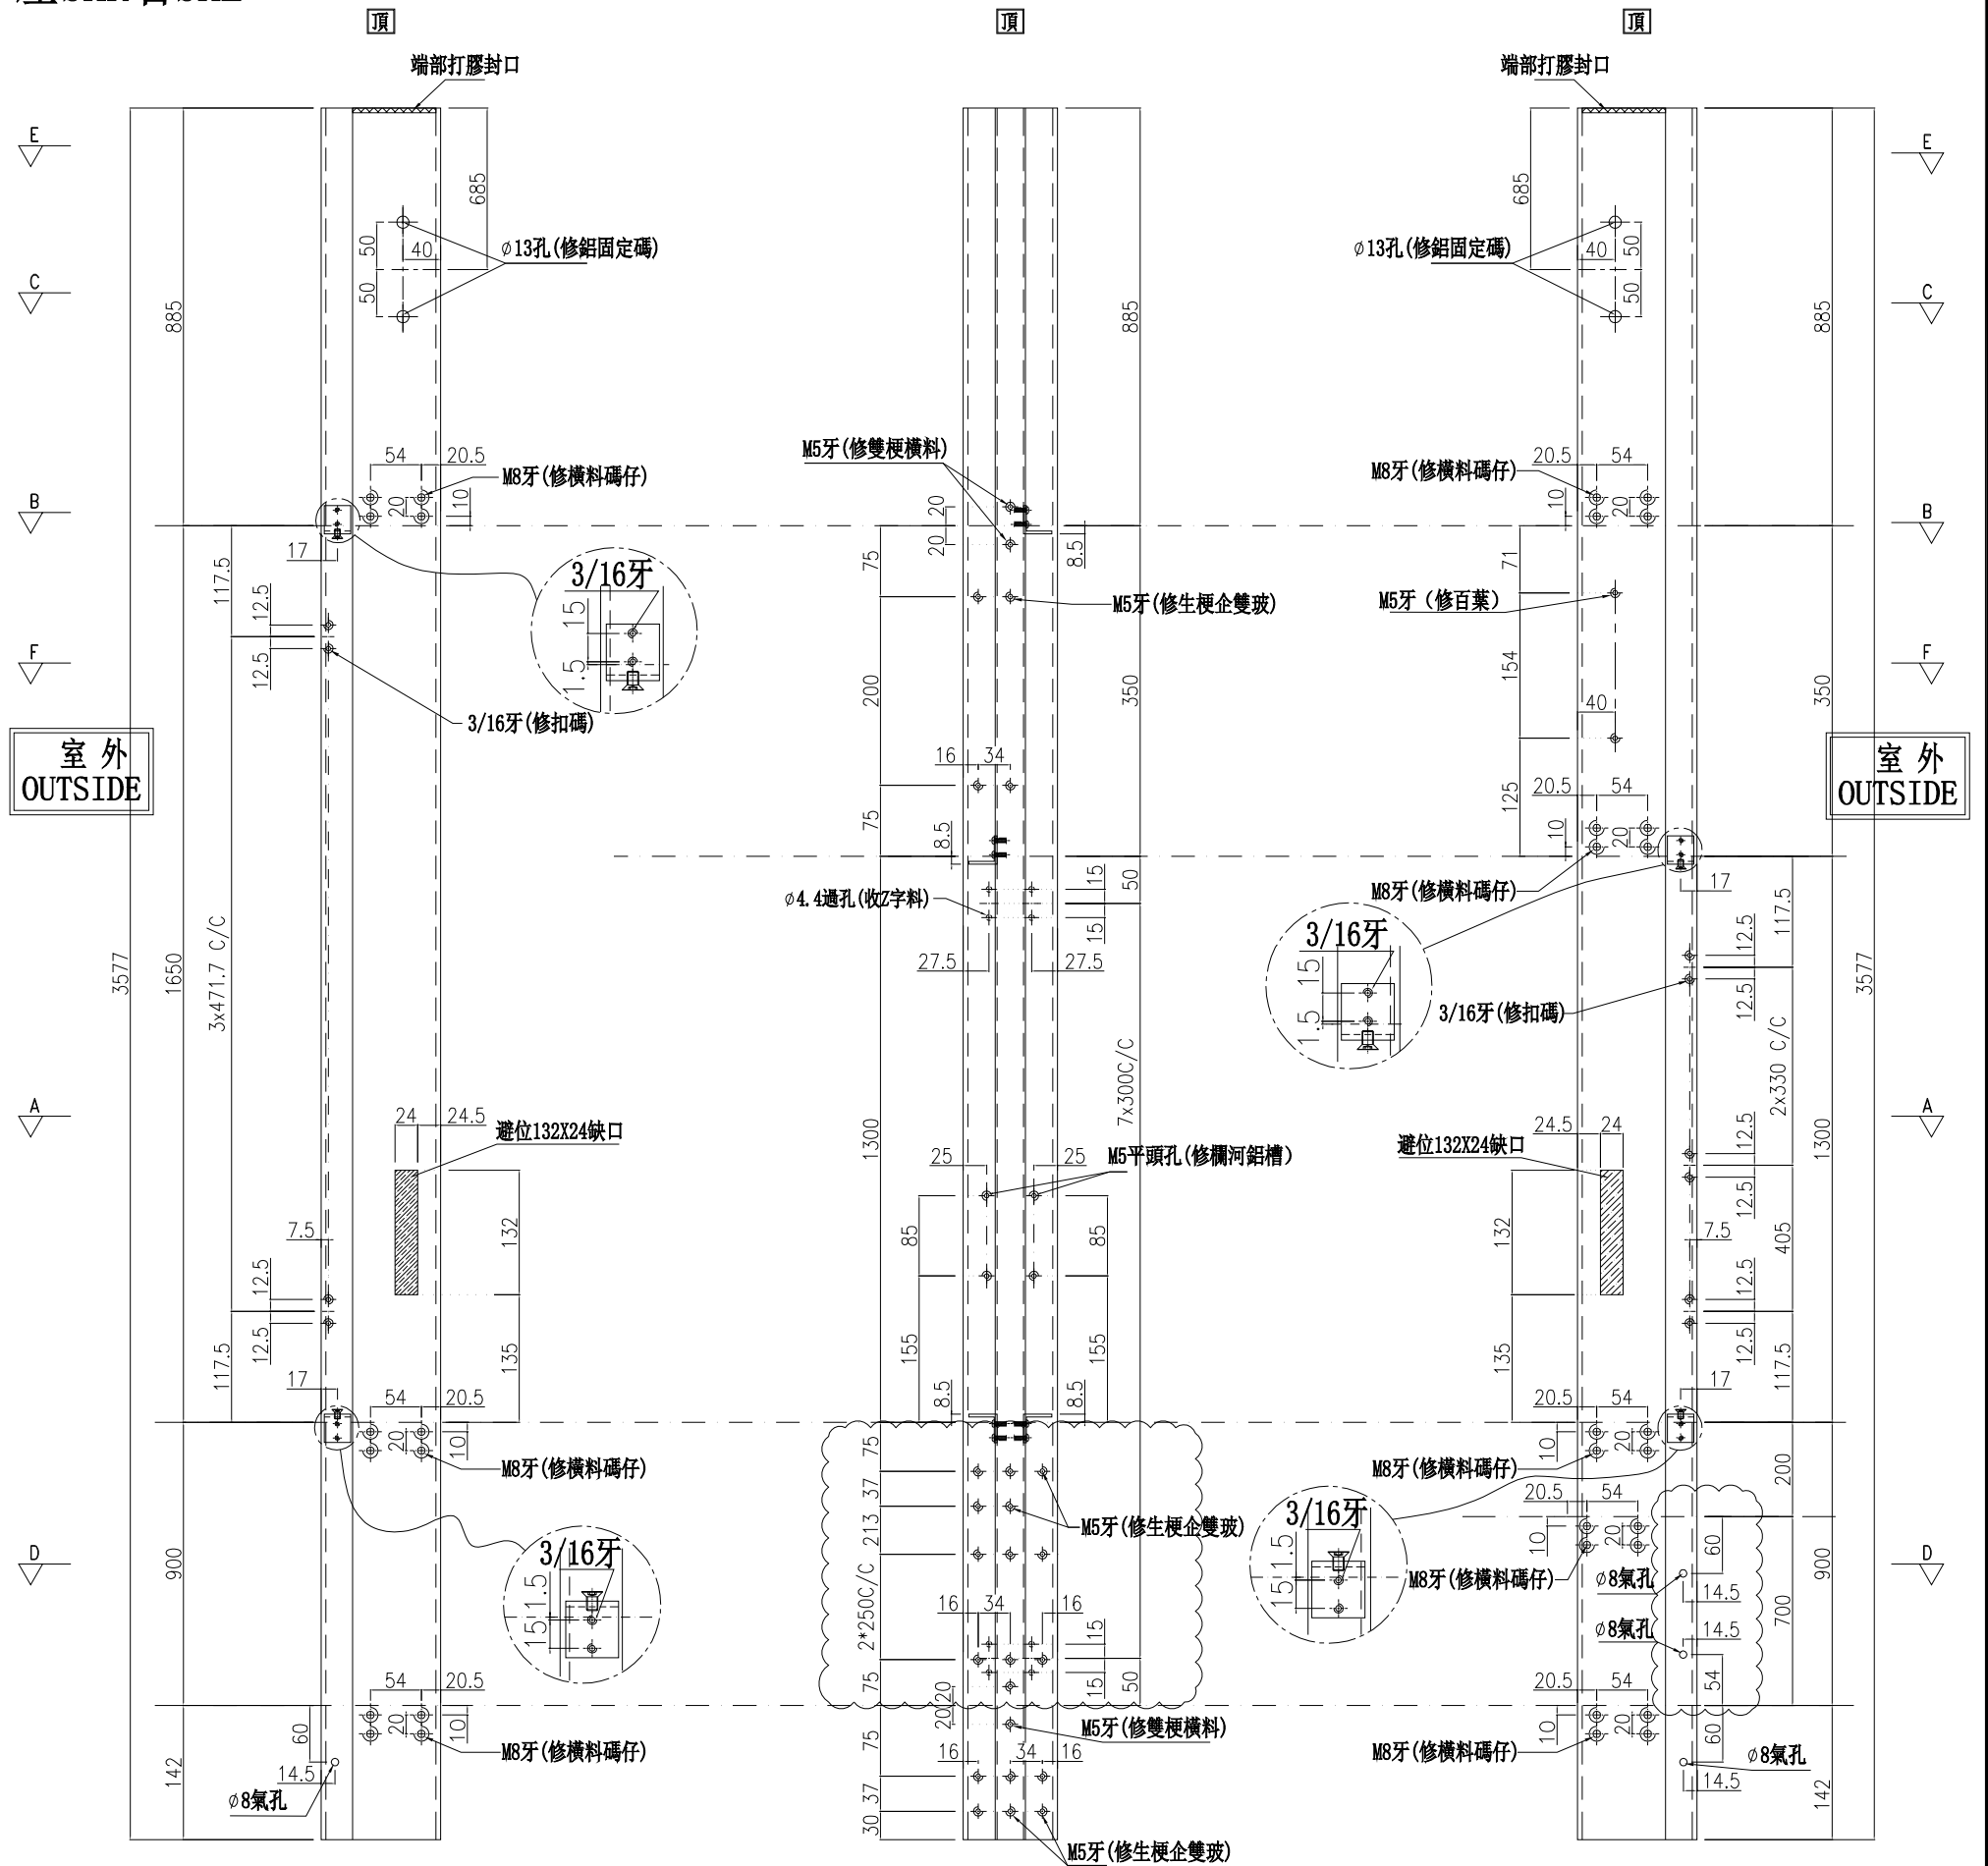 頂
頂
頂
端部打膠封口
端部打膠封口
E
E
685
685
50
40
50
ø13孔(修鋁固定碼)
ø13孔(修鋁固定碼)
40
50
50
C
C
885
885
885
54
20.5
M8牙(修橫料碼仔)
20
10
M5牙(修雙梗橫料)
20
20
20.5
54
M8牙(修橫料碼仔)
10
20
B
B
17
117.5
12.5
12.5
3/16牙
15
1.5
75
8.5
M5牙(修生梗企雙玻)
71
M5牙（修百葉）
F
F
3/16牙(修扣碼)
200
350
154
40
350
室 外
OUTSIDE
室 外
OUTSIDE
16
34
75
8.5
125
20.5
54
10
20
M8牙(修橫料碼仔)
17
ø4.4過孔(收Z字料)
15
50
15
27.5
27.5
3/16牙
15
1.5
117.5
12.5
12.5
3/16牙(修扣碼)
3577
1650
3x471.7 C/C
3577
7x300C/C
2x330 C/C
A
A
24
24.5
避位132X24缺口
1300
M5平頭孔(修欄河鋁槽)
25
25
24.5
24
避位132X24缺口
12.5
12.5
1300
7.5
132
85
85
132
7.5
405
12.5
12.5
12.5
12.5
117.5
135
155
155
135
117.5
17
54
20.5
8.5
8.5
20.5
54
17
20
10
M8牙(修橫料碼仔)
75
37
213
M5牙(修生梗企雙玻)
10
20
M8牙(修橫料碼仔)
200
20.5
54
10
20
M8牙(修橫料碼仔)
3/16牙
1.5
15
3/16牙
1.5
15
D
D
900
2*250C/C
16
34
16
15
15
50
60
ø8氣孔
14.5
ø8氣孔
14.5
900
700
54
54
20.5
20
10
M8牙(修橫料碼仔)
75
20
20
M5牙(修雙梗橫料)
20.5
54
10
20
M8牙(修橫料碼仔)
60
60
14.5
ø8氣孔
142
75
16
34
16
37
30
M5牙(修生梗企雙玻)
ø8氣孔
14.5
142